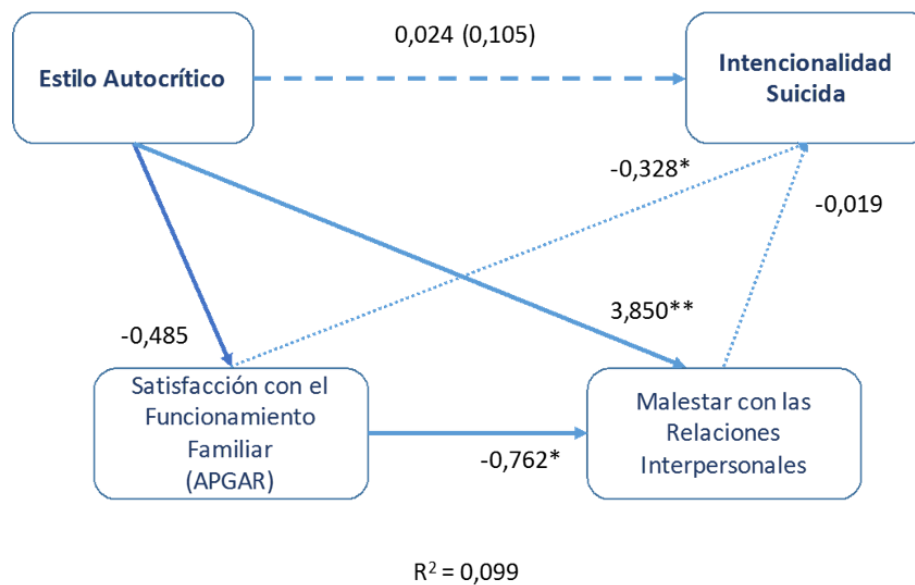 0,024 (0,105)
Estilo Autocrítico
Intencionalidad
Suicida
-0,328*
-0,019
3,850**
-0,485
Satisfacción con el
Funcionamiento
Familiar
(APGAR)
Malestar con las
Relaciones
Interpersonales
-0,762*
R² = 0,099